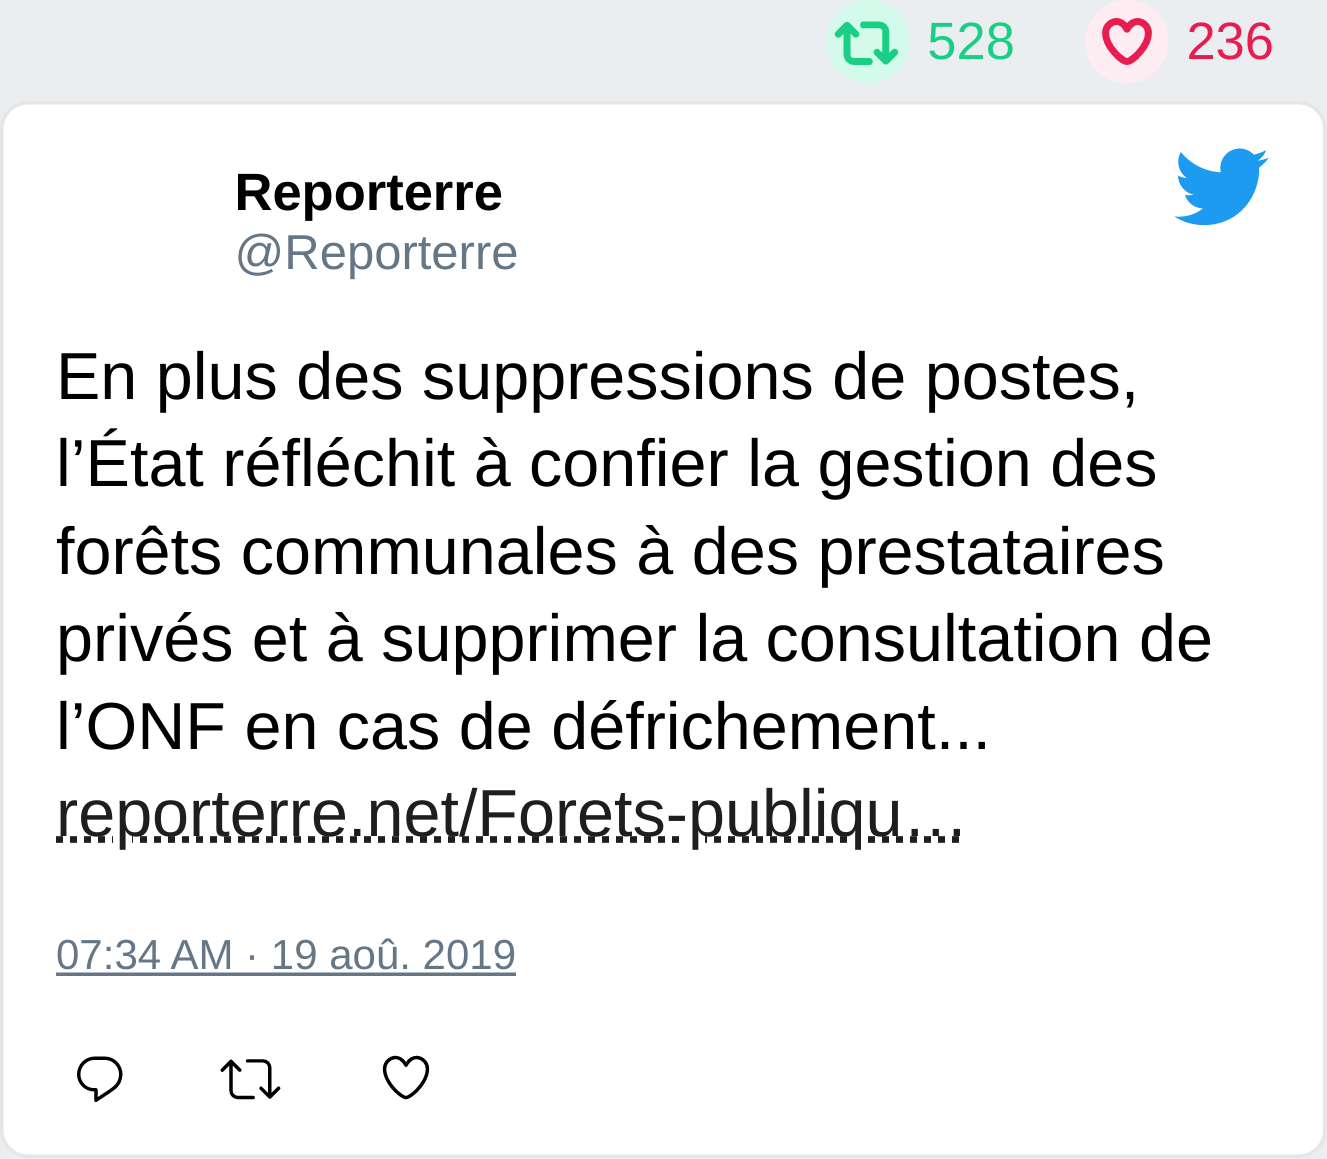 528 236
Reporterre
@Reporterre
En plus des suppressions de postes,
l’État réfléchit à confier la gestion des
forêts communales à des prestataires
privés et à supprimer la consultation de
l’ONF en cas de défrichement...
reporterre.net/Forets-publiqu...
07:34 AM · 19 aoû. 2019